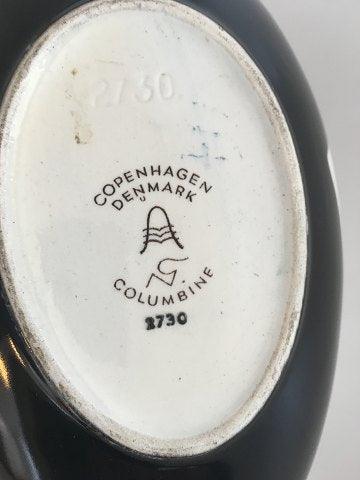 2730
COPENHAGEN
DENMARK
COLUMBINE
2730